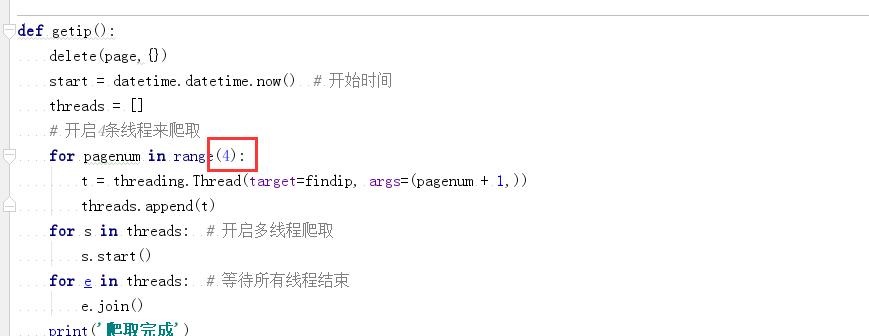 def getip():
delete(page,{})
start = datetime.datetime.now()  # 开始时间
threads = []
# 开启4条线程来爬取
for pagenum in range(4):
t = threading.Thread(target=findip, args=(pagenum + 1,))
threads.append(t)
for s in threads:  # 开启多线程爬取
s.start()
for e in threads:  # 等待所有线程结束
e.join()
print('爬取完成')